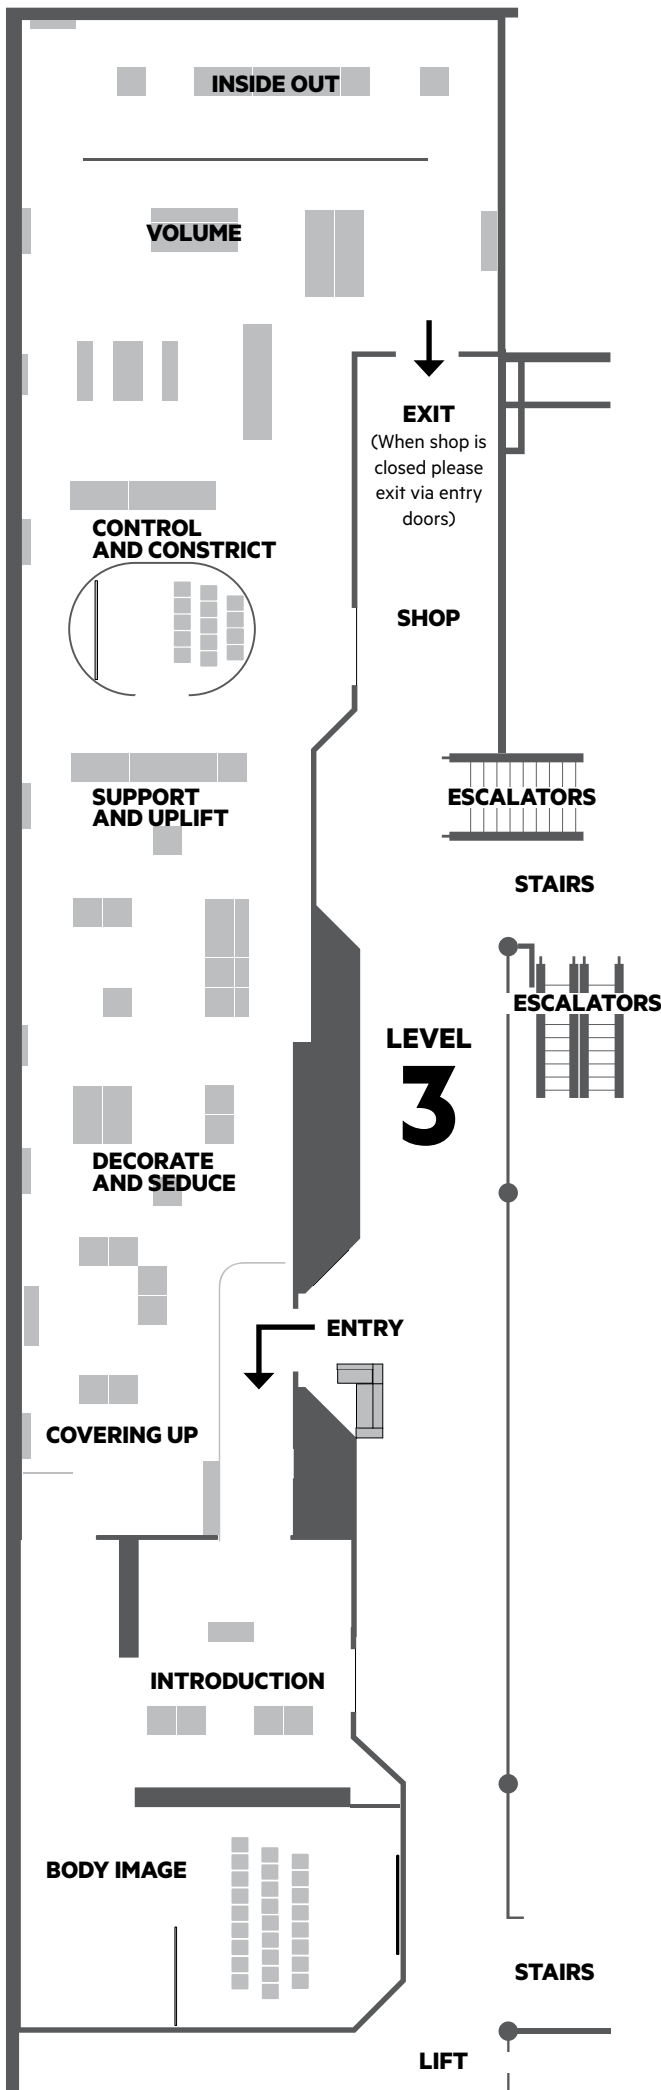 INSIDE OUT
VOLUME
EXIT
(When shop is
closed please
exit via entry
doors)
CONTROL
AND CONSTRICT
SHOP
SUPPORT
AND UPLIFT
ESCALATORS
STAIRS
ESCALATORS
LEVEL
3
DECORATE
AND SEDUCE
ENTRY
COVERING UP
INTRODUCTION
BODY IMAGE
STAIRS
LIFT